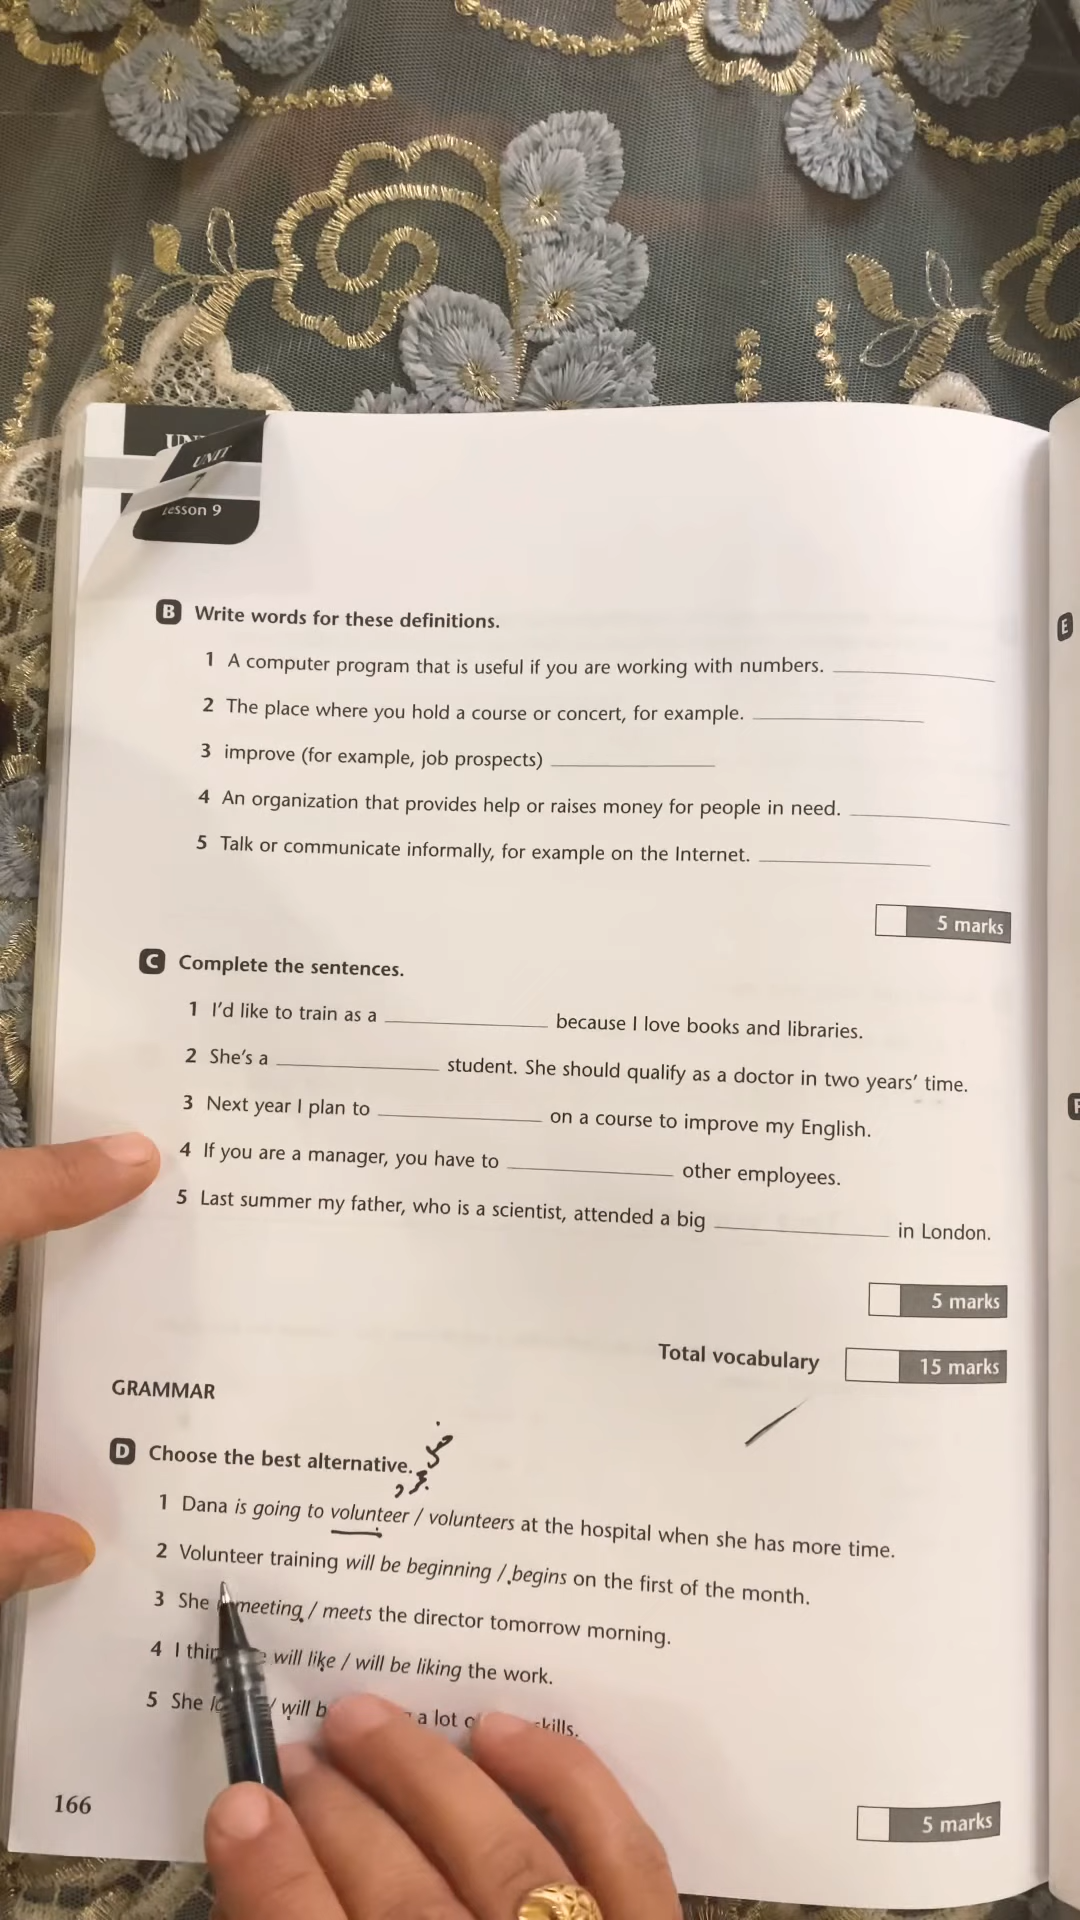 UNIT
7
Lesson 9
B Write words for these definitions.
1 A computer program that is useful if you are working with numbers.
2 The place where you hold a course or concert, for example.
3 improve (for example, job prospects)
4 An organization that provides help or raises money for people in need.
5 Talk or communicate informally, for example on the Internet.
5 marks
C Complete the sentences.
1 I'd like to train as a because I love books and libraries.
2 She's a student. She should qualify as a doctor in two years' time.
3 Next year I plan to on a course to improve my English.
4 If you are a manager, you have to other employees.
5 Last summer my father, who is a scientist, attended a big in London.
5 marks
Total vocabulary 15 marks
GRAMMAR
D Choose the best alternative.
1 Dana is going to volunteer / volunteers at the hospital when she has more time.
2 Volunteer training will be beginning / begins on the first of the month.
3 She meeting / meets the director tomorrow morning.
4 I will like / will be liking the work.
5 She / will a lot
166
5 marks
E